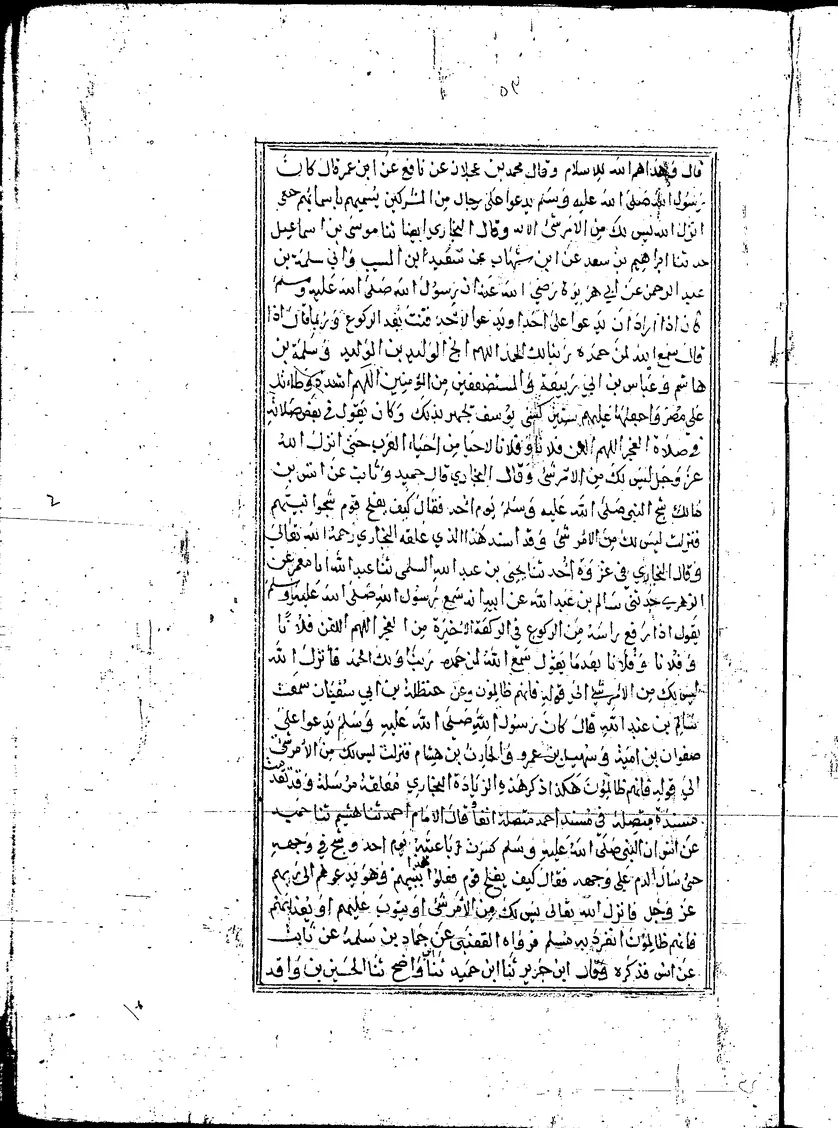 ٥٩
قال وهداهم الله للاسلام وقال محمد بن عجلان عن نافع عن ابن عمر قال كان
رسول الله صلى الله عليه وسلم يدعوا على رجال من المشركين يسميهم باسمائهم حتى
انزل الله ليس لك من الامر شئ الايه وقال البخاري ايضا ثنا موسى بن اسماعيل
حدثنا ابراهيم بن سعد عن ابن شهاب عن سعيد ابن المسيب وابي سلمة بن
عبد الرحمن عن ابي هريرة رضي الله عنه ان رسول الله صلى الله عليه وسلم
كان اذا اراد ان يدعوا على احد او يدعوا لاحد قنت بعد الركوع وربما قال اذا
قال سمع الله لمن حمده ربنا لك الحمد اللهم انج الوليد بن الوليد وسلمة بن
هاشم وعياش بن ابي ربيعة والمستضعفين من المؤمنين اللهم اشدد وطاءتك
على مضر واجعلها عليهم سنين كسني يوسف يجهر بذلك وكان يقول في بعض صلاته
في صلاة الفجر اللهم العن فلانا وفلانا لاحيا من احياء العرب حتى انزل الله
عز وجل ليس لك من الامر شئ وقال البخاري قال حميد وثابت عن انس بن
مالك شج النبي صلى الله عليه وسلم يوم احد فقال كيف يفلح قوم شجوا نبيهم
فنزلت ليس لك من الامر شئ وقد اسند هذا الذي علقه البخاري رحمه الله تعالى
وقال البخاري في غزوة احد ثنا يحيى بن عبد الله السلمي ثنا عبد الله انا معمر عن
الزهري حدثني سالم بن عبد الله عن ابيه انه سمع رسول الله صلى الله عليه وسلم
يقول اذا رفع راسه من الركوع في الركعة الاخيرة من الفجر اللهم العن فلانا
وفلانا وفلانا بعد ما يقول سمع الله لمن حمده ربنا ولك الحمد فانزل الله
ليس لك من الامر شئ الى قوله فانهم ظالمون وعن حنظلة بن ابي سفيان سمعت
سالم بن عبد الله قال كان رسول الله صلى الله عليه وسلم يدعوا على
صفوان بن امية وسهيل بن عمرو والحارث بن هشام فنزلت ليس لك من الامر شئ
الى قوله فانهم ظالمون هكذا ذكر هذه الزيادة البخاري معلقة مرسلة وقد تقدمت
مسندة متصلة في مسند احمد متصلة انفا قال الامام احمد ثنا هشيم ثنا حميد
عن انس ان النبي صلى الله عليه وسلم كسرت رباعيته يوم احد وشج في وجهه
حتى سال الدم على وجهه فقال كيف يفلح قوم فعلوا هذا بنبيهم وهو يدعوهم الى ربهم
عز وجل فانزل الله تعالى ليس لك من الامر شئ او يتوب عليهم او يعذبهم
فانهم ظالمون انفرد به مسلم فرواه القعنبى عن حماد بن سلمة عن ثابت
عن انس فذكره وقال ابن جرير ثنا ابن حميد ثنا واضح ثنا الحسين بن واقد